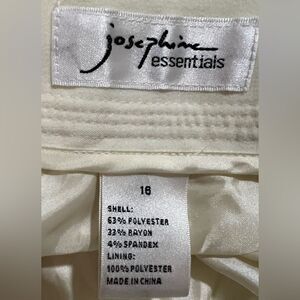 josephine
essentials
16
SHELL:
63% POLYESTER
33% RAYON
4% SPANDEX
LINING:
100% POLYESTER
MADE IN CHINA